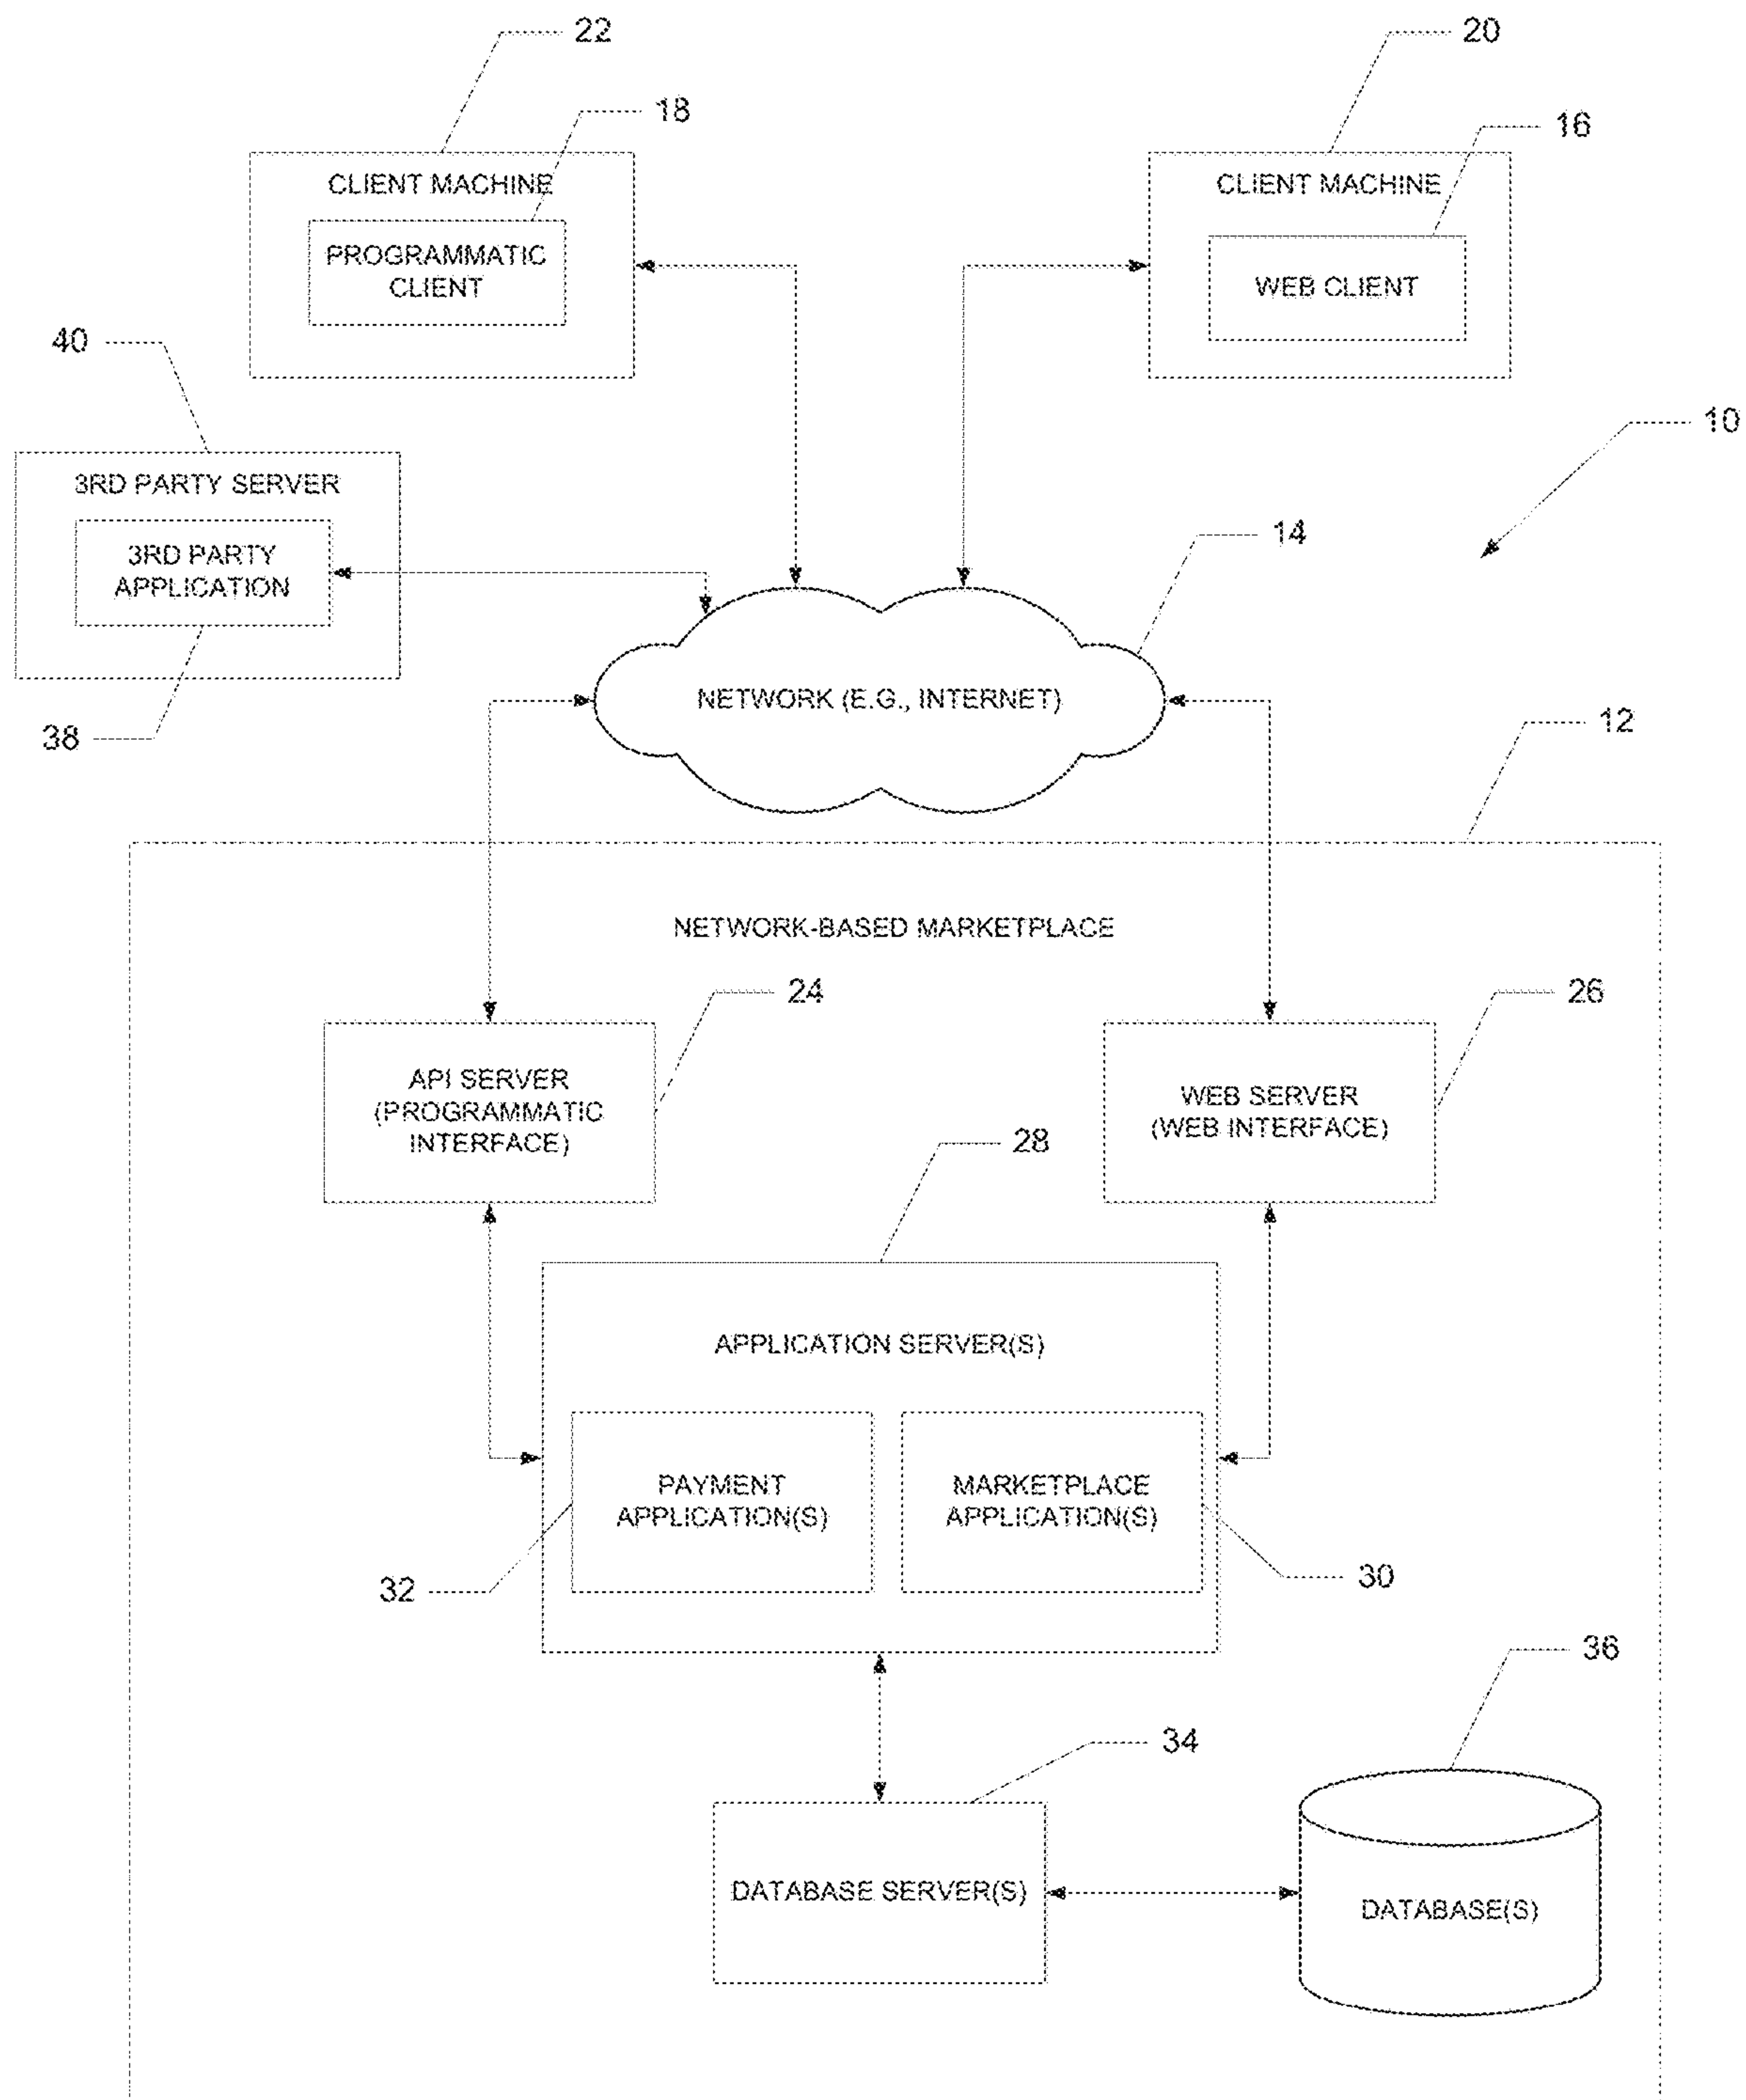 22
20
18
16
CLIENT MACHINE
CLIENT MACHINE
PROGRAMMATIC
CLIENT
WEB CLIENT
40
10
3RD PARTY SERVER
14
3RD PARTY
APPLICATION
NETWORK (E.G., INTERNET)
38
12
NETWORK-BASED MARKETPLACE
24
26
API SERVER
(PROGRAMMATIC
INTERFACE)
WEB SERVER
(WEB INTERFACE)
28
APPLICATION SERVER(S)
PAYMENT
APPLICATION(S)
MARKETPLACE
APPLICATION(S)
32
30
36
34
DATABASE SERVER(S)
DATABASE(S)